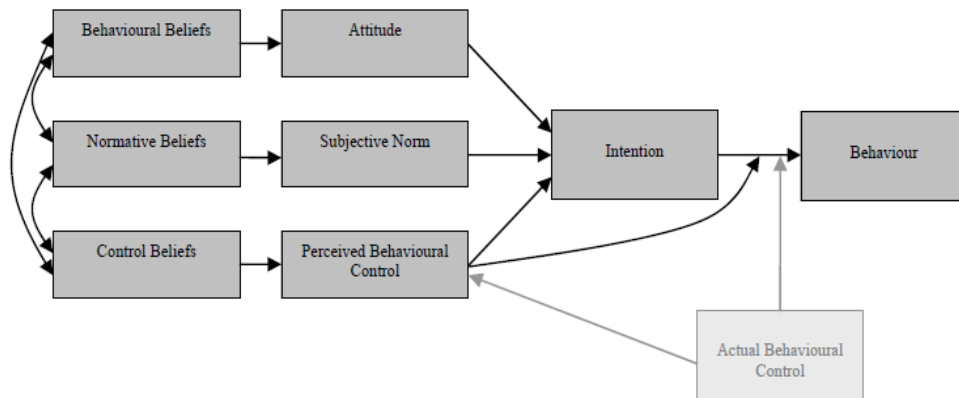 Behavioural Beliefs
Attitude
Normative Beliefs
Subjective Norm
Intention
Behaviour
Control Beliefs
Perceived Behavioural
Control
Actual Behavioural
Control